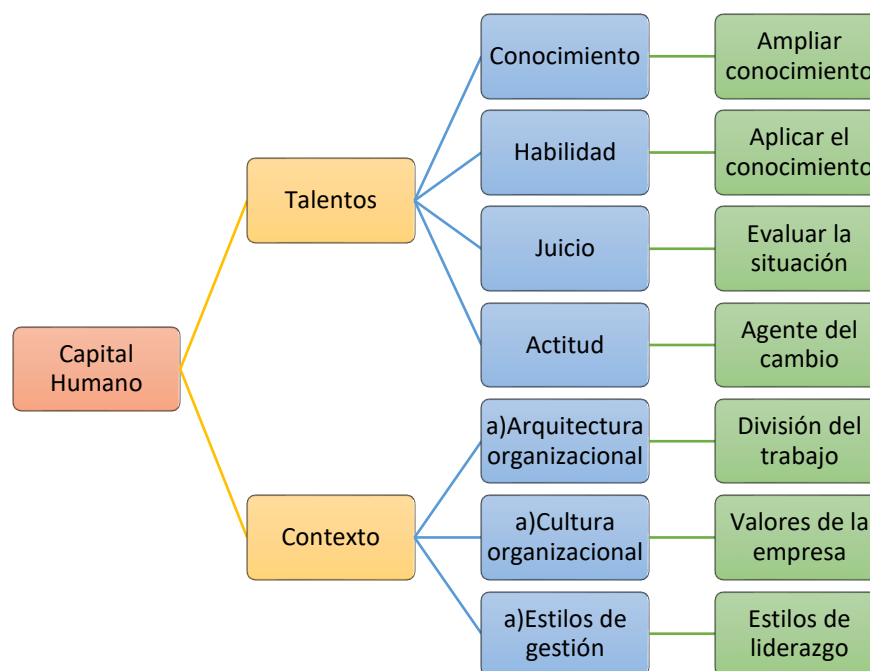 Capital
Humano
Talentos
Conocimiento
Ampliar
conocimiento
Habilidad
Aplicar el
conocimiento
Juicio
Evaluar la
situación
Actitud
Agente del
cambio
Contexto
a)Arquitectura
organizacional
División del
trabajo
a)Cultura
organizacional
Valores de la
empresa
a)Estilos de
gestión
Estilos de
liderazgo